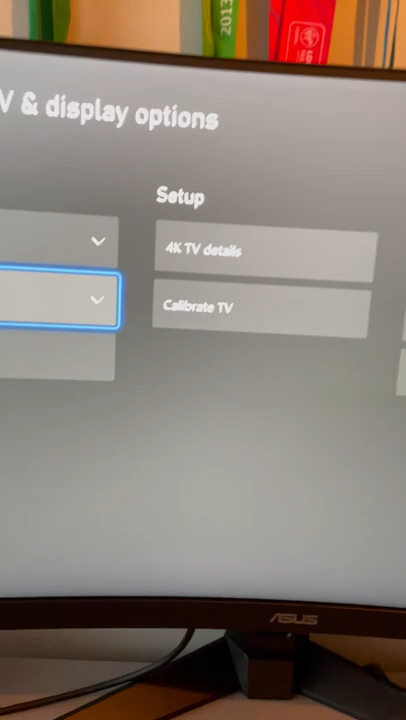 2013
V & display options
Setup
4K TV details
Calibrate TV
ASUS